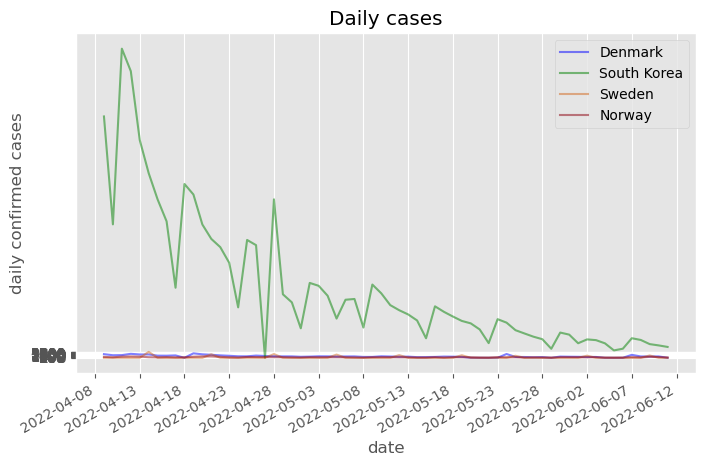 Daily cases
Denmark
South Korea
Sweden
Norway
daily confirmed cases
2022-04-08
2022-04-13
2022-04-18
2022-04-23
2022-04-28
2022-05-03
2022-05-08
2022-05-13
2022-05-18
2022-05-23
2022-05-28
2022-06-02
2022-06-07
2022-06-12
date